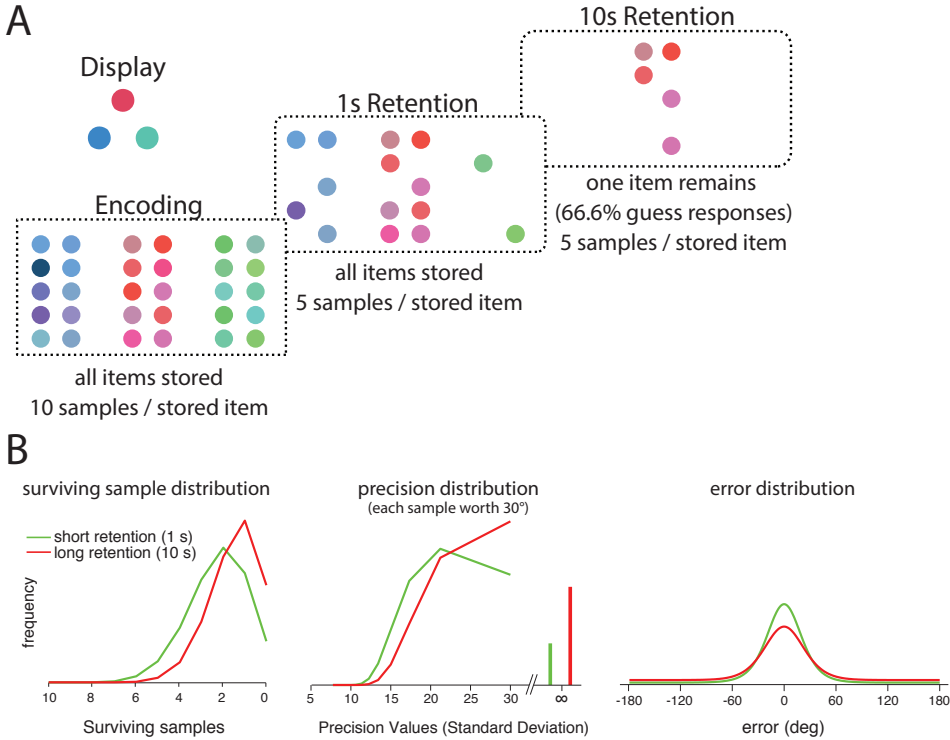 A
Display
Encoding
all items stored
10 samples / stored item
1s Retention
all items stored
5 samples / stored item
10s Retention
one item remains
(66.6% guess responses)
5 samples / stored item
B
surviving sample distribution
short retention (1 s)
long retention (10 s)
frequency
10 8 6 4 2 0
Surviving samples
precision distribution
(each sample worth 30°)
5 10 15 20 25 30 ∞
Precision Values (Standard Deviation)
error distribution
-180 -120 -60 0 60 120 180
error (deg)